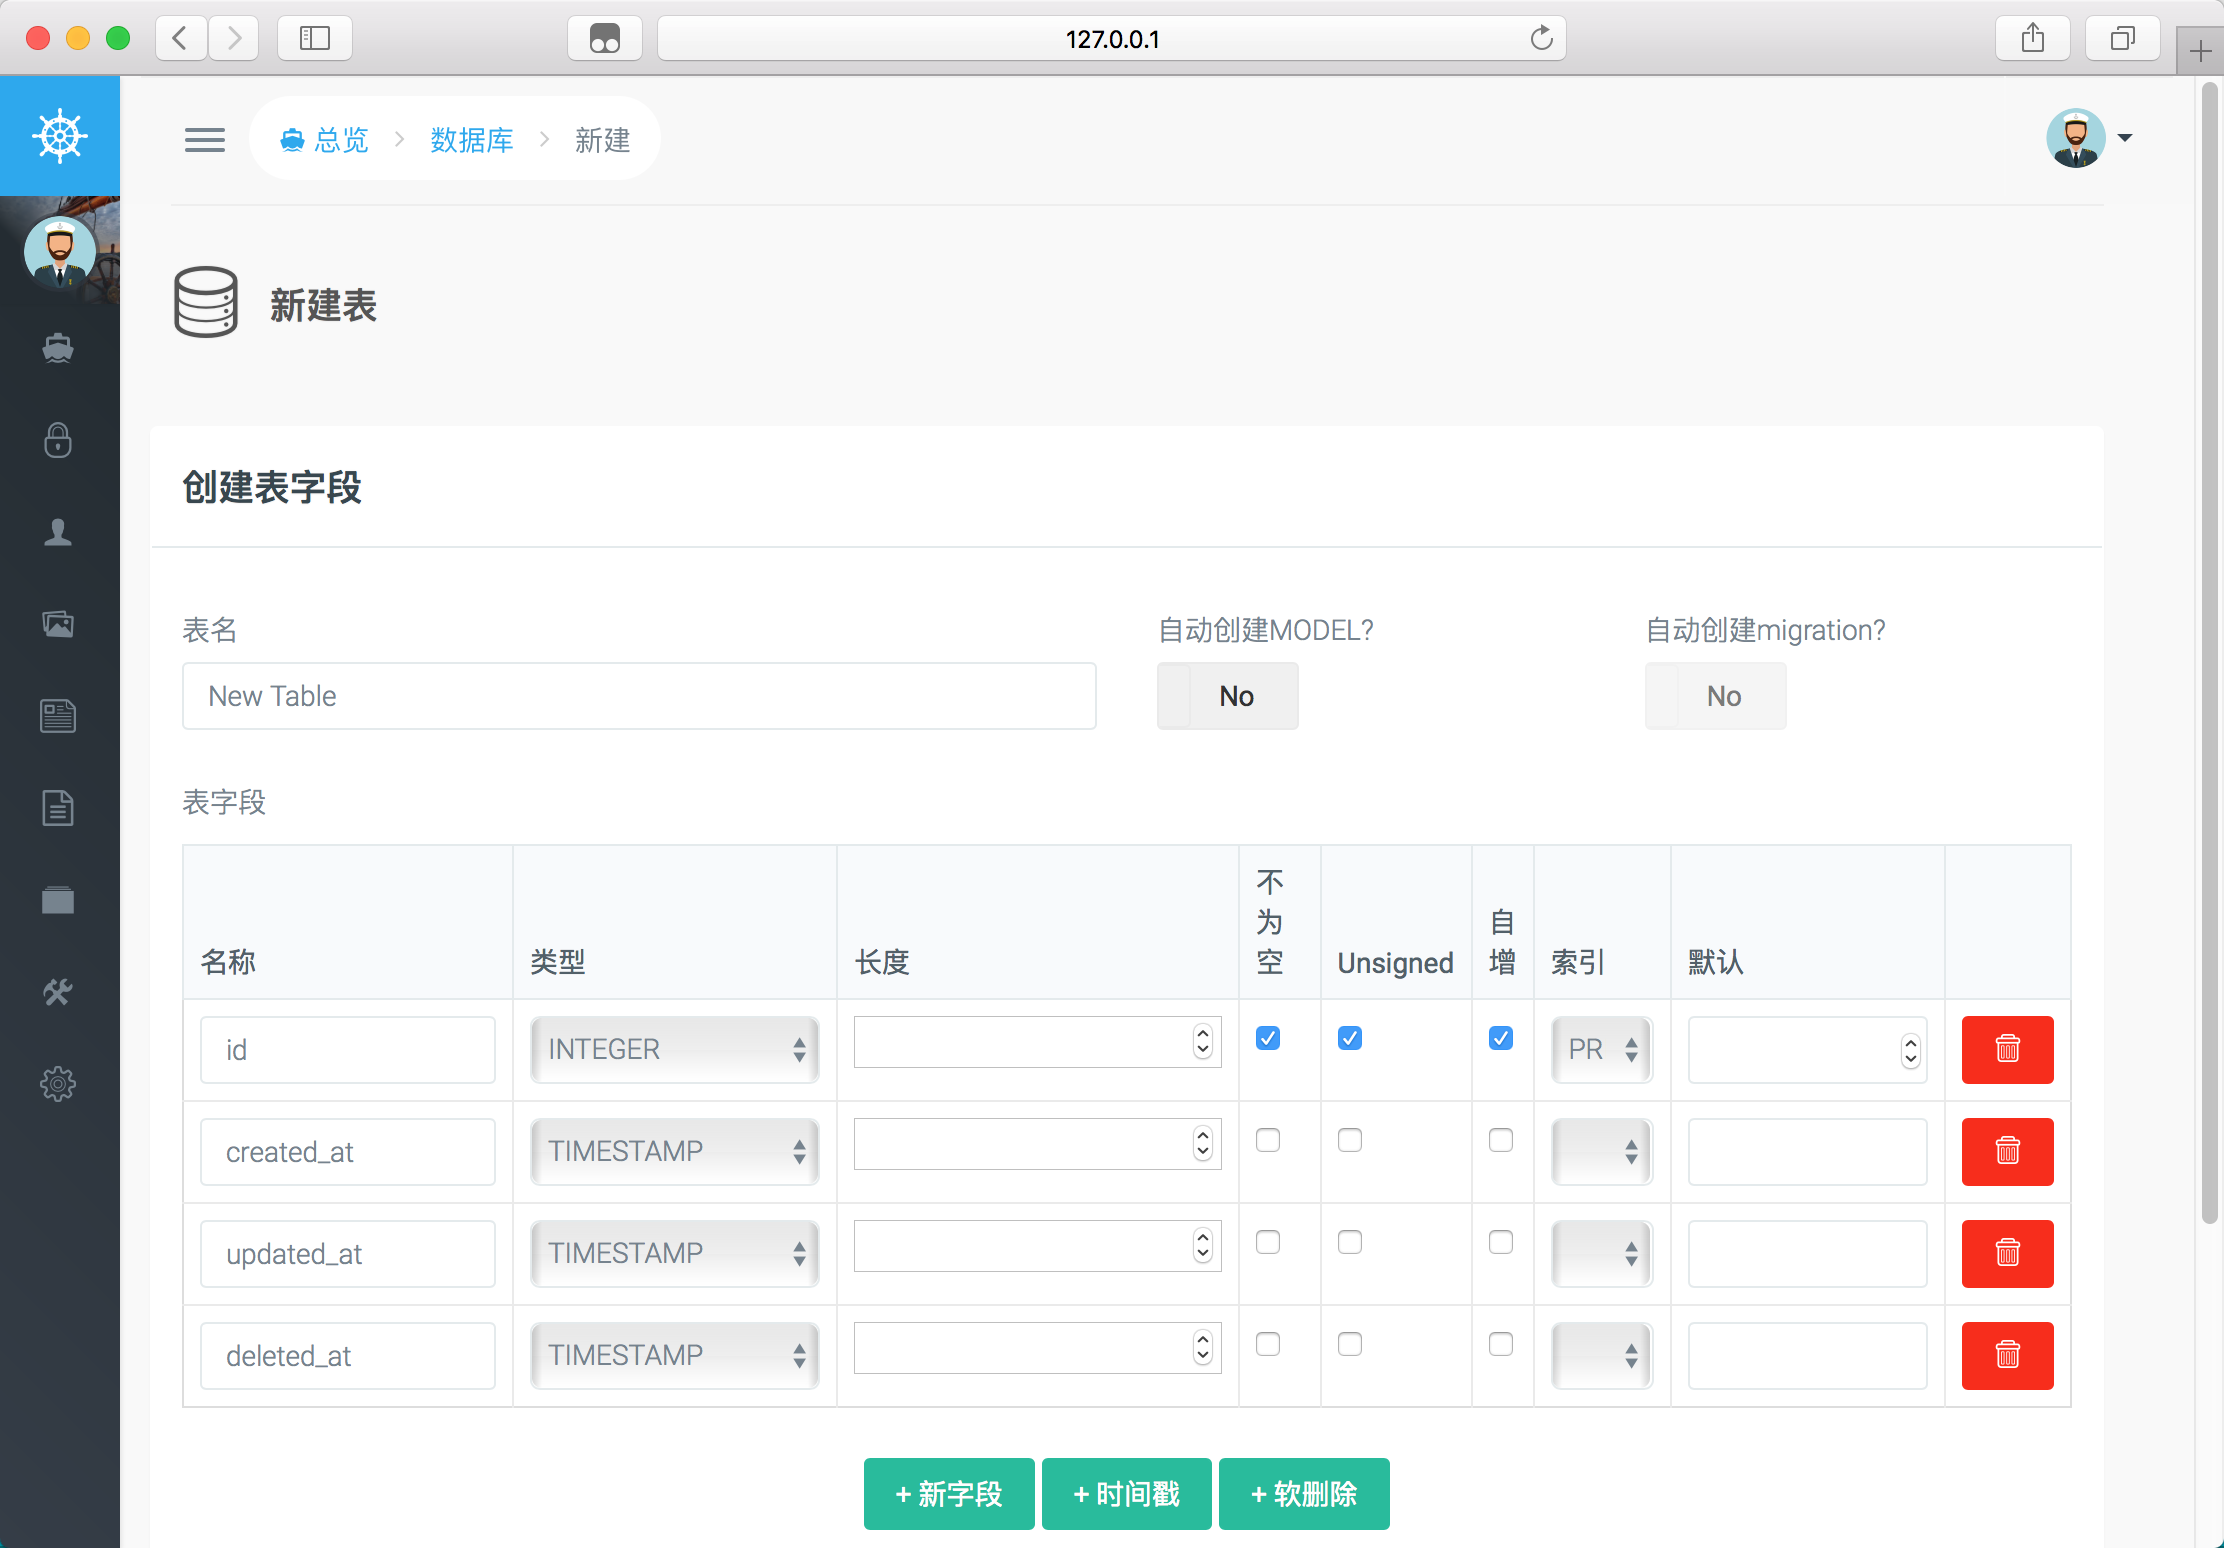 127.0.0.1
总览 数据库 新建
新建表
创建表字段
表名 自动创建MODEL? 自动创建migration?
New Table No No
表字段
名称 类型 长度 不为空 Unsigned 自增 索引 默认
id INTEGER PR
created_at TIMESTAMP
updated_at TIMESTAMP
deleted_at TIMESTAMP
+ 新字段 + 时间戳 + 软删除